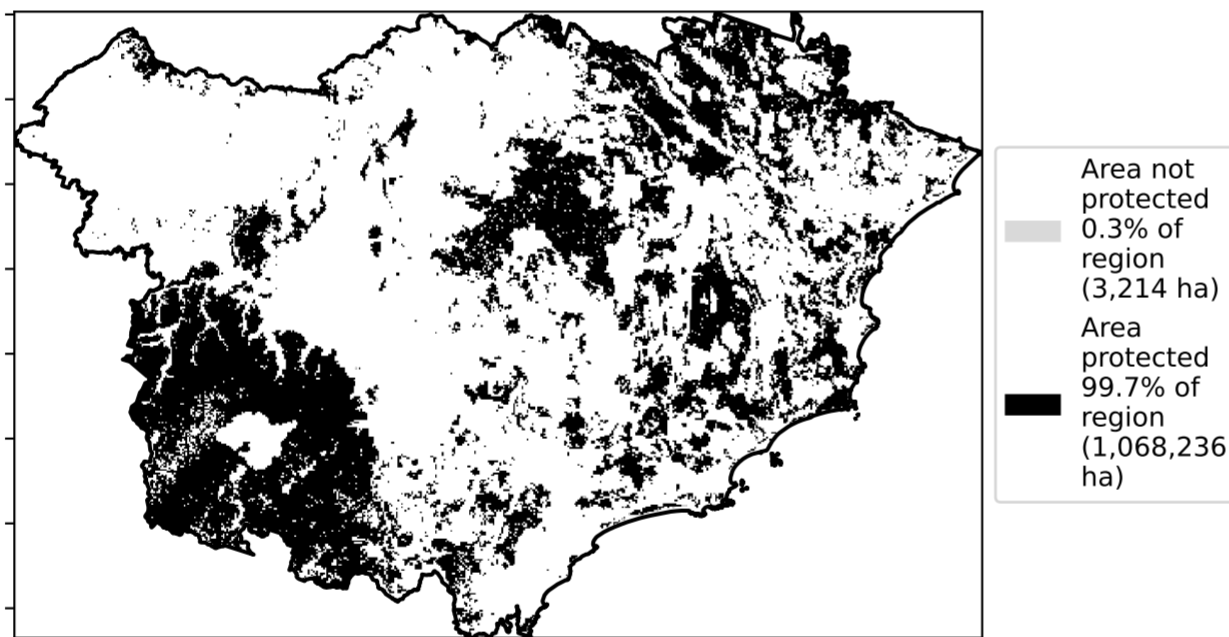 Area not
protected
0.3% of
region
(3,214 ha)
Area
protected
99.7% of
region
(1,068,236
ha)